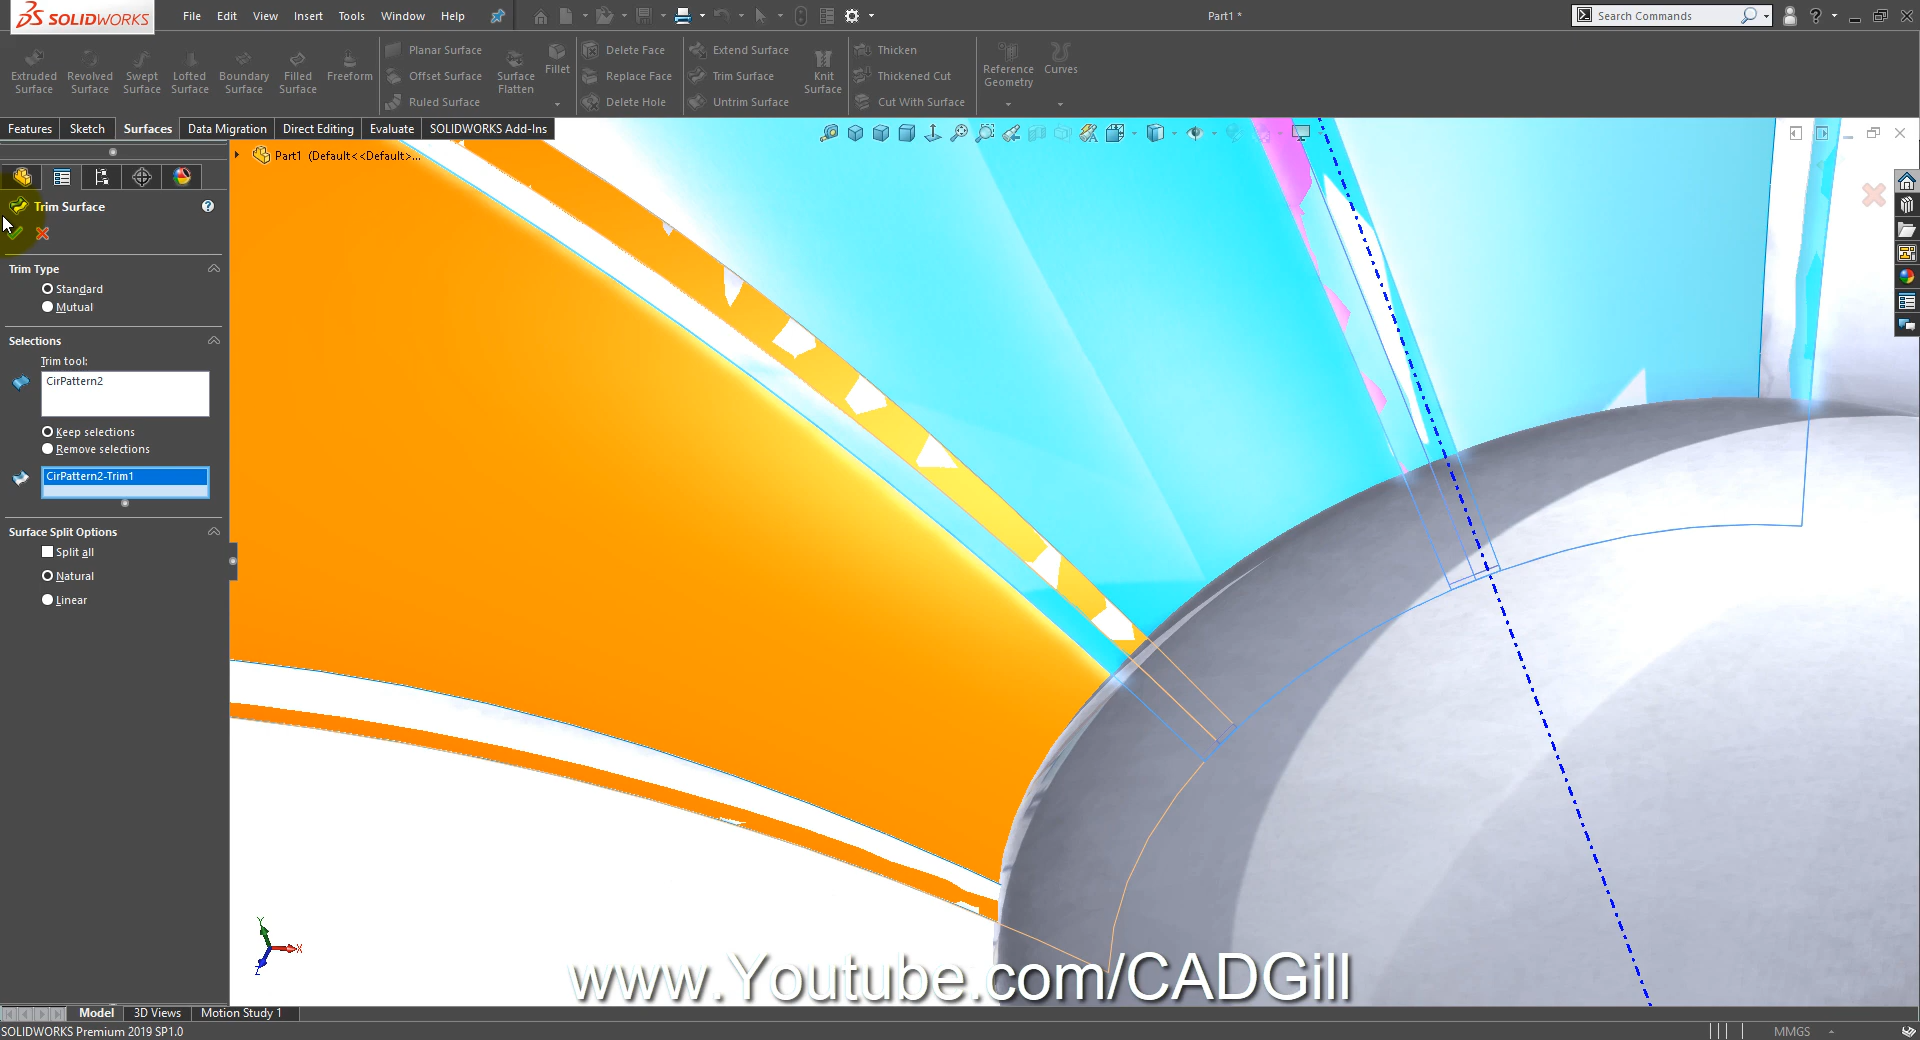 SOLIDWORKS File Edit View Insert Tools Window Help Part1 * Search Commands
Extruded Surface
Revolved Surface
Swept Surface
Lofted Surface
Boundary Surface
Filled Surface
Freeform
Planar Surface
Offset Surface
Ruled Surface
Surface Flatten
Fillet
Delete Face
Replace Face
Delete Hole
Extend Surface
Trim Surface
Untrim Surface
Knit Surface
Thicken
Thickened Cut
Cut With Surface
Reference Geometry
Curves
Features Sketch Surfaces Data Migration Direct Editing Evaluate SOLIDWORKS Add-Ins
Part1 (Default<<Default>...
Trim Surface
Trim Type
Standard
Mutual
Selections
Trim tool:
CirPattern2
Keep selections
Remove selections
CirPattern2-Trim1
Surface Split Options
Split all
Natural
Linear
Y
X
Z
www.Youtube.com/CADGill
Model 3D Views Motion Study 1
SOLIDWORKS Premium 2019 SP1.0 MMGS